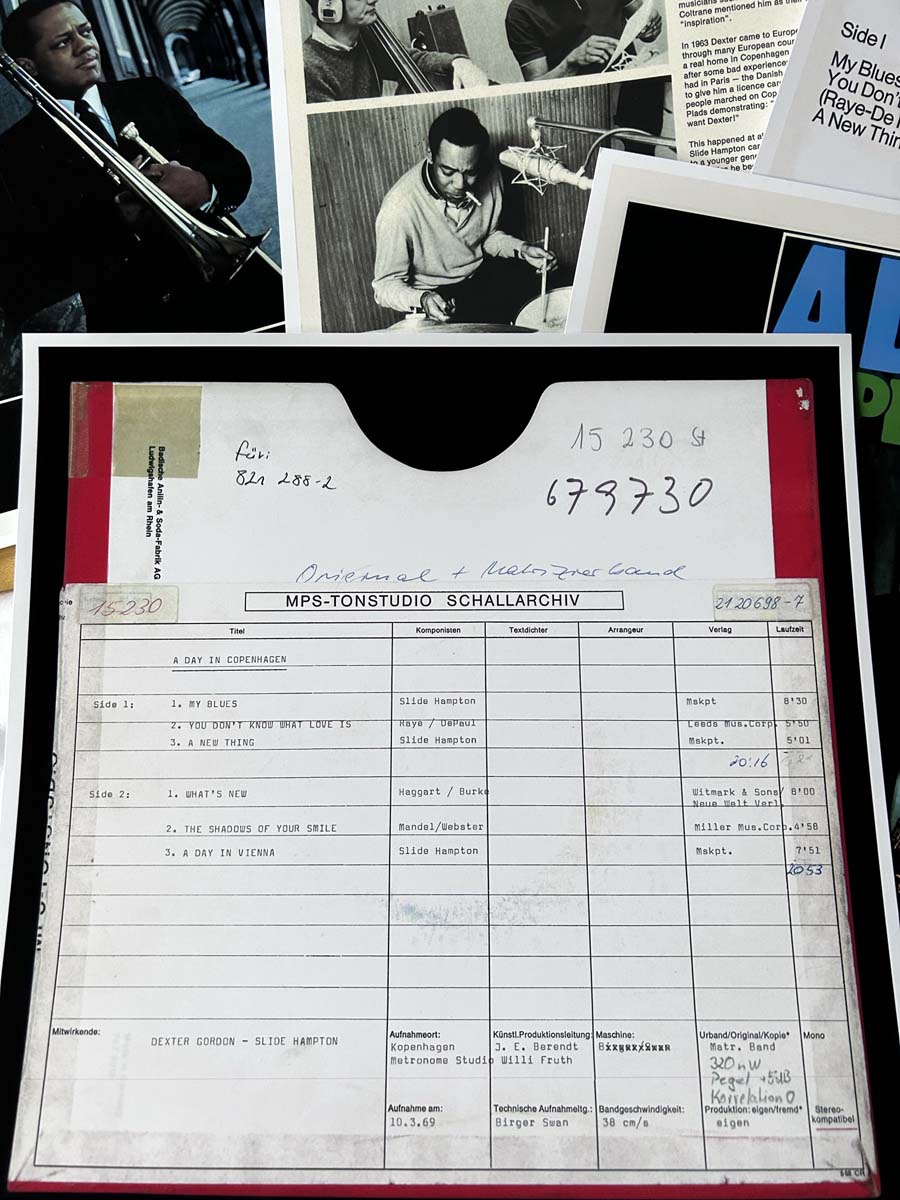 musicians
Coltrane mentioned him as their
"inspiration".
In 1963 Dexter came to Europe
through many European
a real home in Copenhagen
after some bad experience
had in Paris — the Danish
to give him a licence
people marched on
Plads demonstrating:
want Dexter!"
This happened at
Slide Hampton
to a younger
he
Side I
My Blues
You Don't
(Raye-De
A New Thin
A
Badische Anilin- & Soda-Fabrik AG
Ludwigshafen am Rhein
für:
821 288-2
15 230 St
679730
Original +
15230
MPS-TONSTUDIO SCHALLARCHIV
2120698-7
Titel Komponisten Textdichter Arrangeur Verlag Laufzeit
A DAY IN COPENHAGEN
Side 1: 1. MY BLUES Slide Hampton Mskpt 8'30
2. YOU DON'T KNOW WHAT LOVE IS Raye / DePaul Leeds Mus.Corp. 5'50
3. A NEW THING Slide Hampton Mskpt. 5'01
20:16
Side 2: 1. WHAT'S NEW Haggart / Burke Witmark & Sons/ 8'00
Neue Welt Verl.
2. THE SHADOWS OF YOUR SMILE Mandel/Webster Miller Mus.Corp. 4'58
3. A DAY IN VIENNA Slide Hampton Mskpt. 7'51
2053
Mitwirkende: DEXTER GORDON - SLIDE HAMPTON
Aufnahmeort: Künstl.Produktionsleitung: Maschine: Urband/Original/Kopie* Mono
Kopenhagen J. E. Berendt Matr. Band
Metronome Studio Willi Fruth
320 nW
Pegel +5dB
Korrelation 0
Aufnahme am: Technische Aufnahmeltg.: Bandgeschwindigkeit: Produktion: eigen/fremd* Stereo-
kompatibel
10.3.69 Birger Swan 38 cm/s eigen